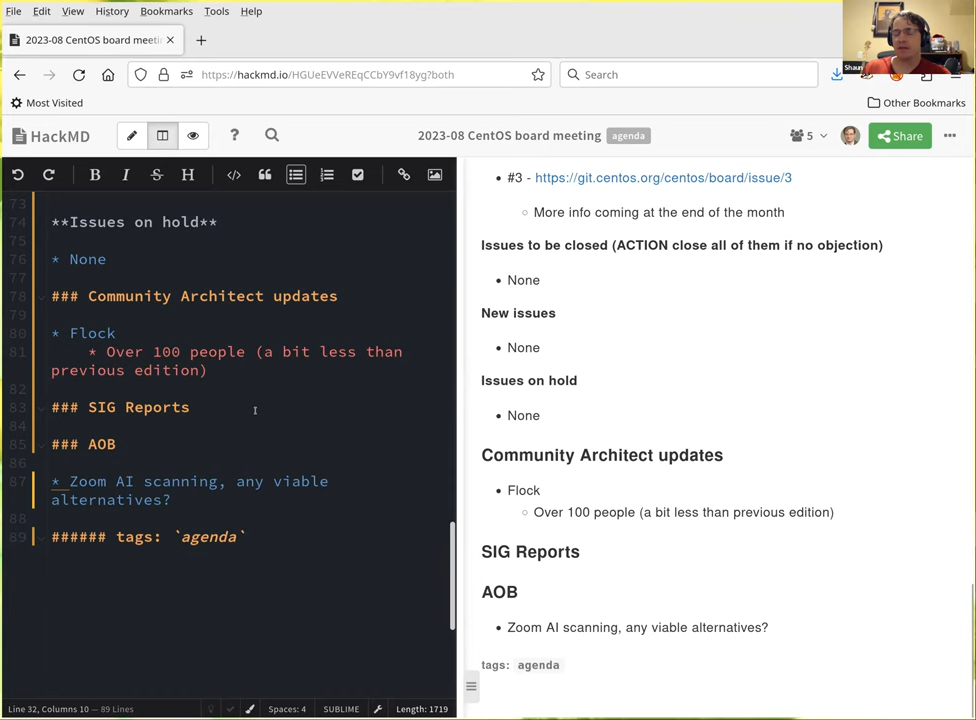 File Edit View History Bookmarks Tools Help
2023-08 CentOS board meeti
https://hackmd.io/HGUeEVVeREqCCbY9vf18yg?both
Search
Shaun
Most Visited
Other Bookmarks
HackMD
2023-08 CentOS board meeting agenda
5
Share
73
74 **Issues on hold**
75
76 * None
77
78 ### Community Architect updates
79
80 * Flock
81 * Over 100 people (a bit less than
previous edition)
82
83 ### SIG Reports
84
85 ### AOB
86
87 * Zoom AI scanning, any viable
alternatives?
88
89 ###### tags: `agenda`
Line 32, Columns 10 — 89 Lines
Spaces: 4 SUBLIME Length: 1719
#3 - https://git.centos.org/centos/board/issue/3
More info coming at the end of the month
Issues to be closed (ACTION close all of them if no objection)
None
New issues
None
Issues on hold
None
Community Architect updates
Flock
Over 100 people (a bit less than previous edition)
SIG Reports
AOB
Zoom AI scanning, any viable alternatives?
tags: agenda